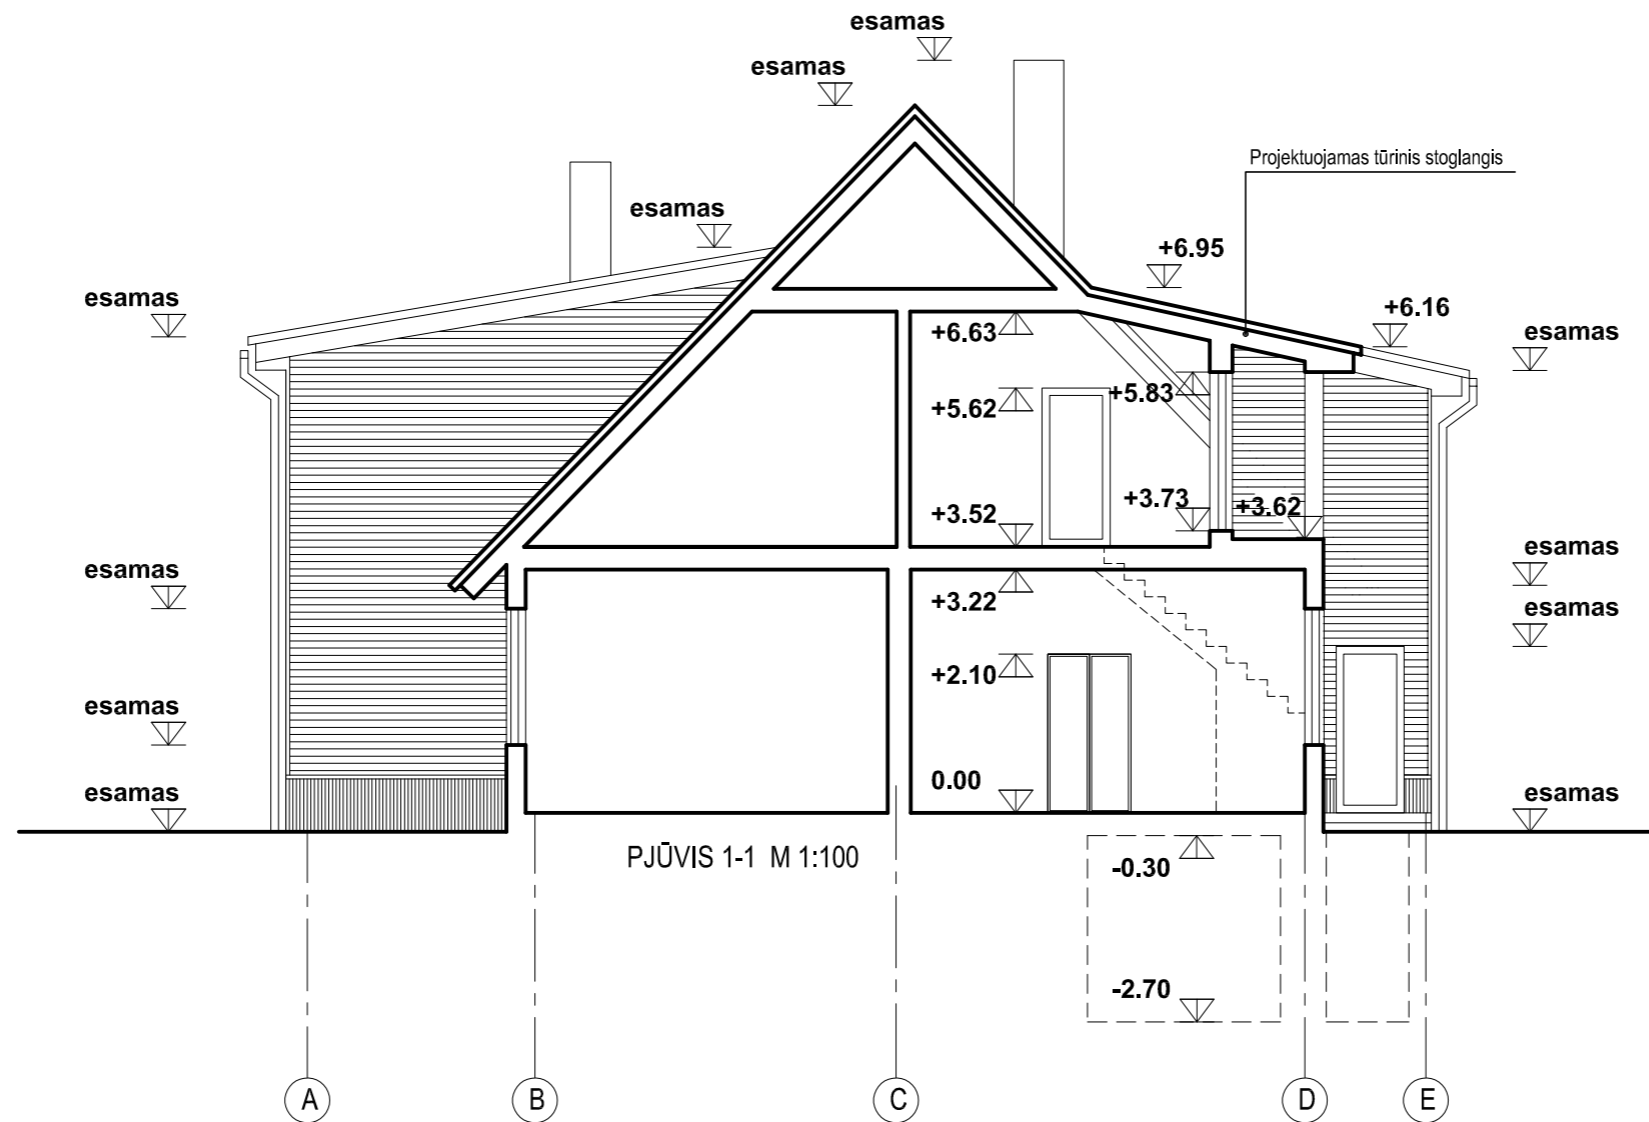 esamas
esamas
Projektuojamas tūrinis stoglangis
esamas
+6.95
esamas
+6.16
+6.63
esamas
+5.83
+5.62
+3.73
+3.62
+3.52
esamas
esamas
+3.22
esamas
+2.10
esamas
0.00
esamas
esamas
PJŪVIS 1-1 M 1:100
-0.30
-2.70
A
B
C
D
E